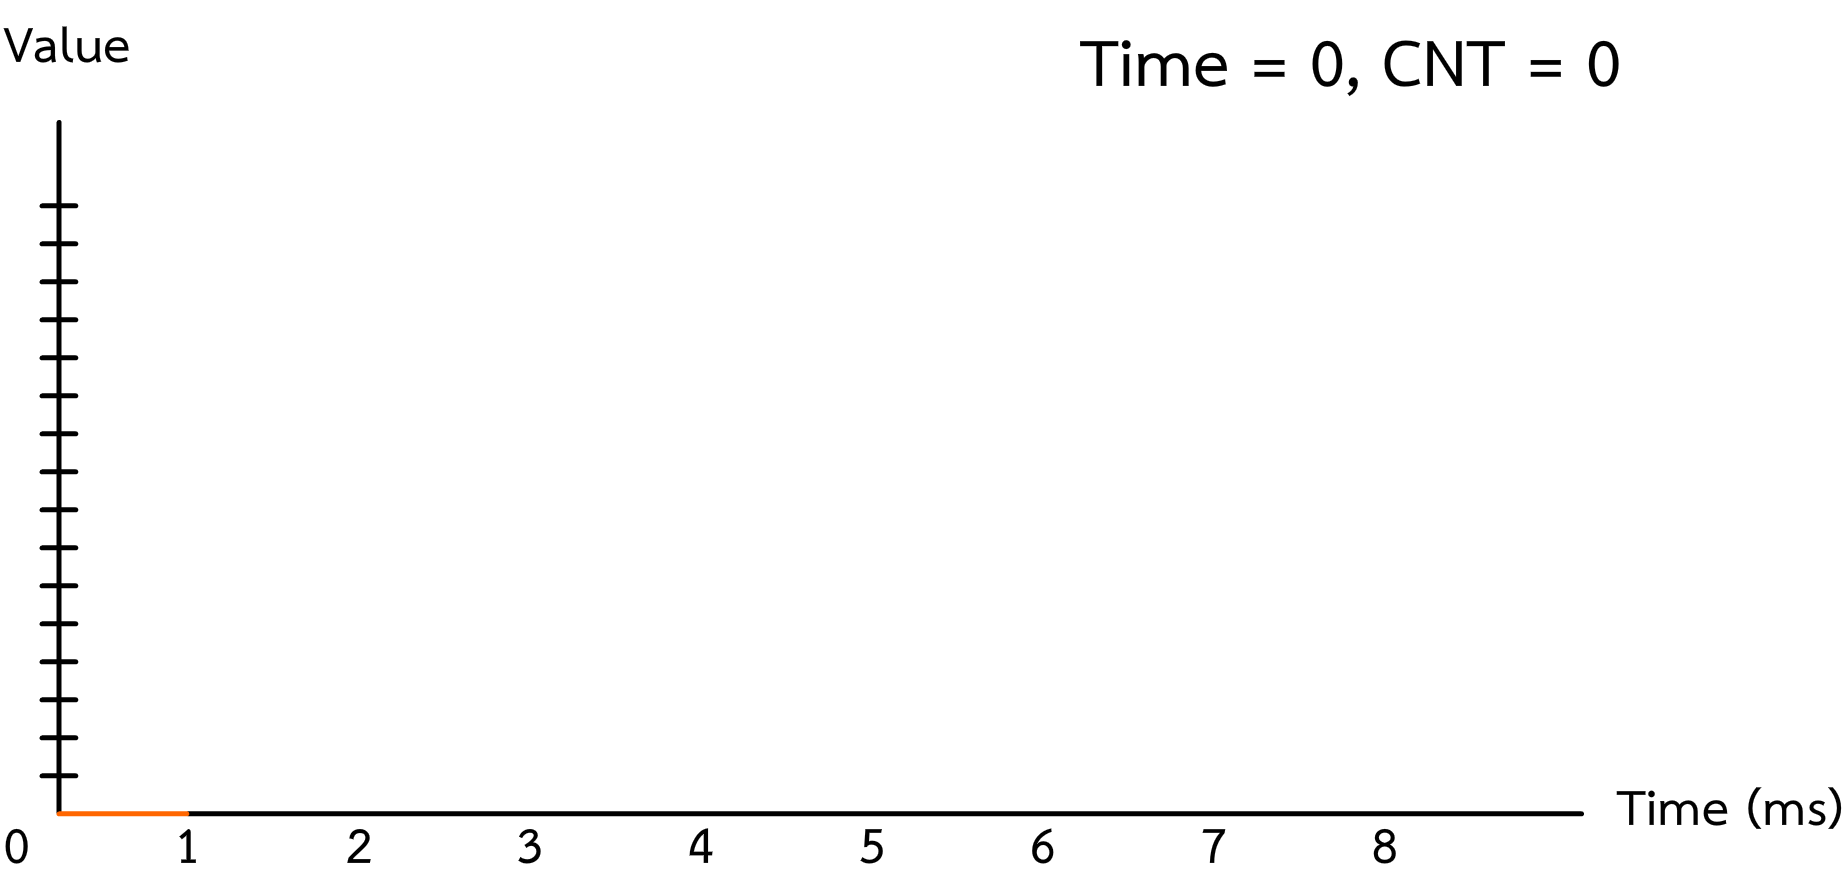 Value
Time = 0, CNT = 0
Time (ms)
0 1 2 3 4 5 6 7 8